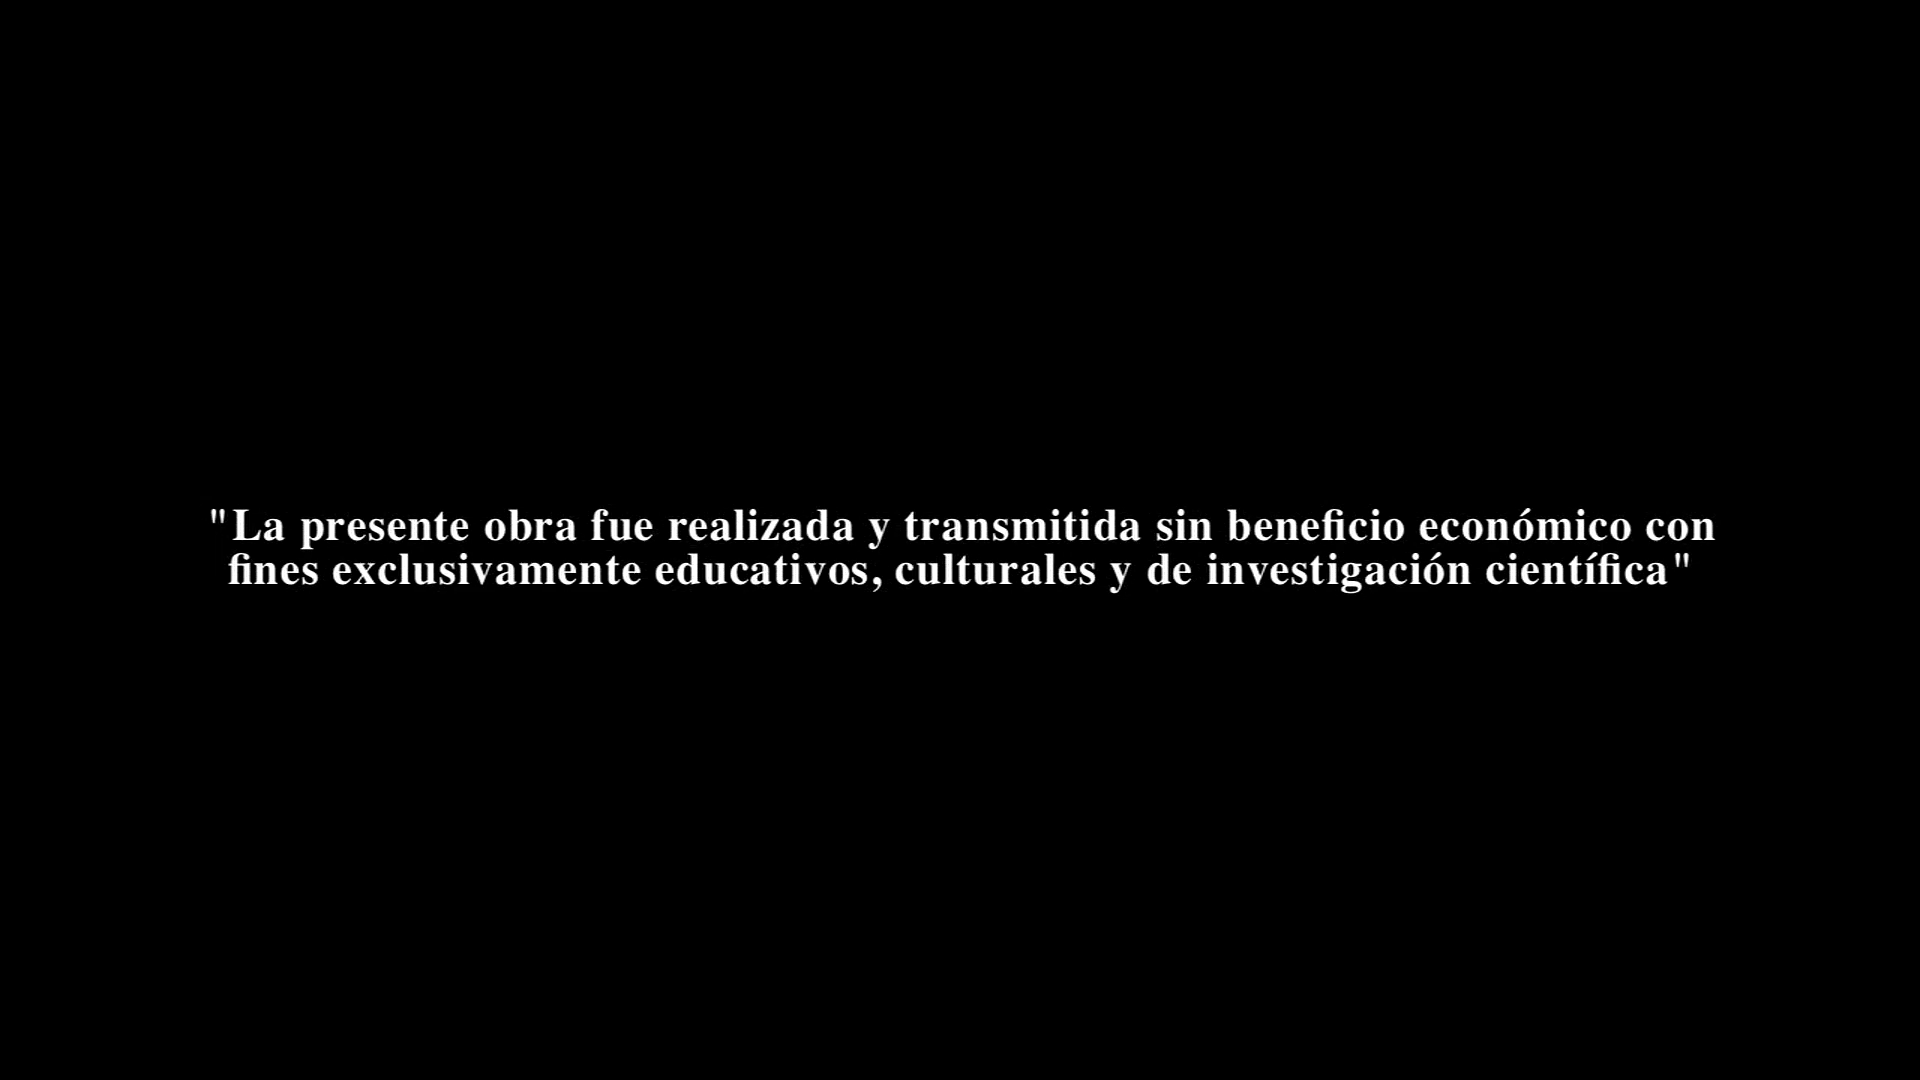 "La presente obra fue realizada y transmitida sin beneficio económico con
fines exclusivamente educativos, culturales y de investigación científica"